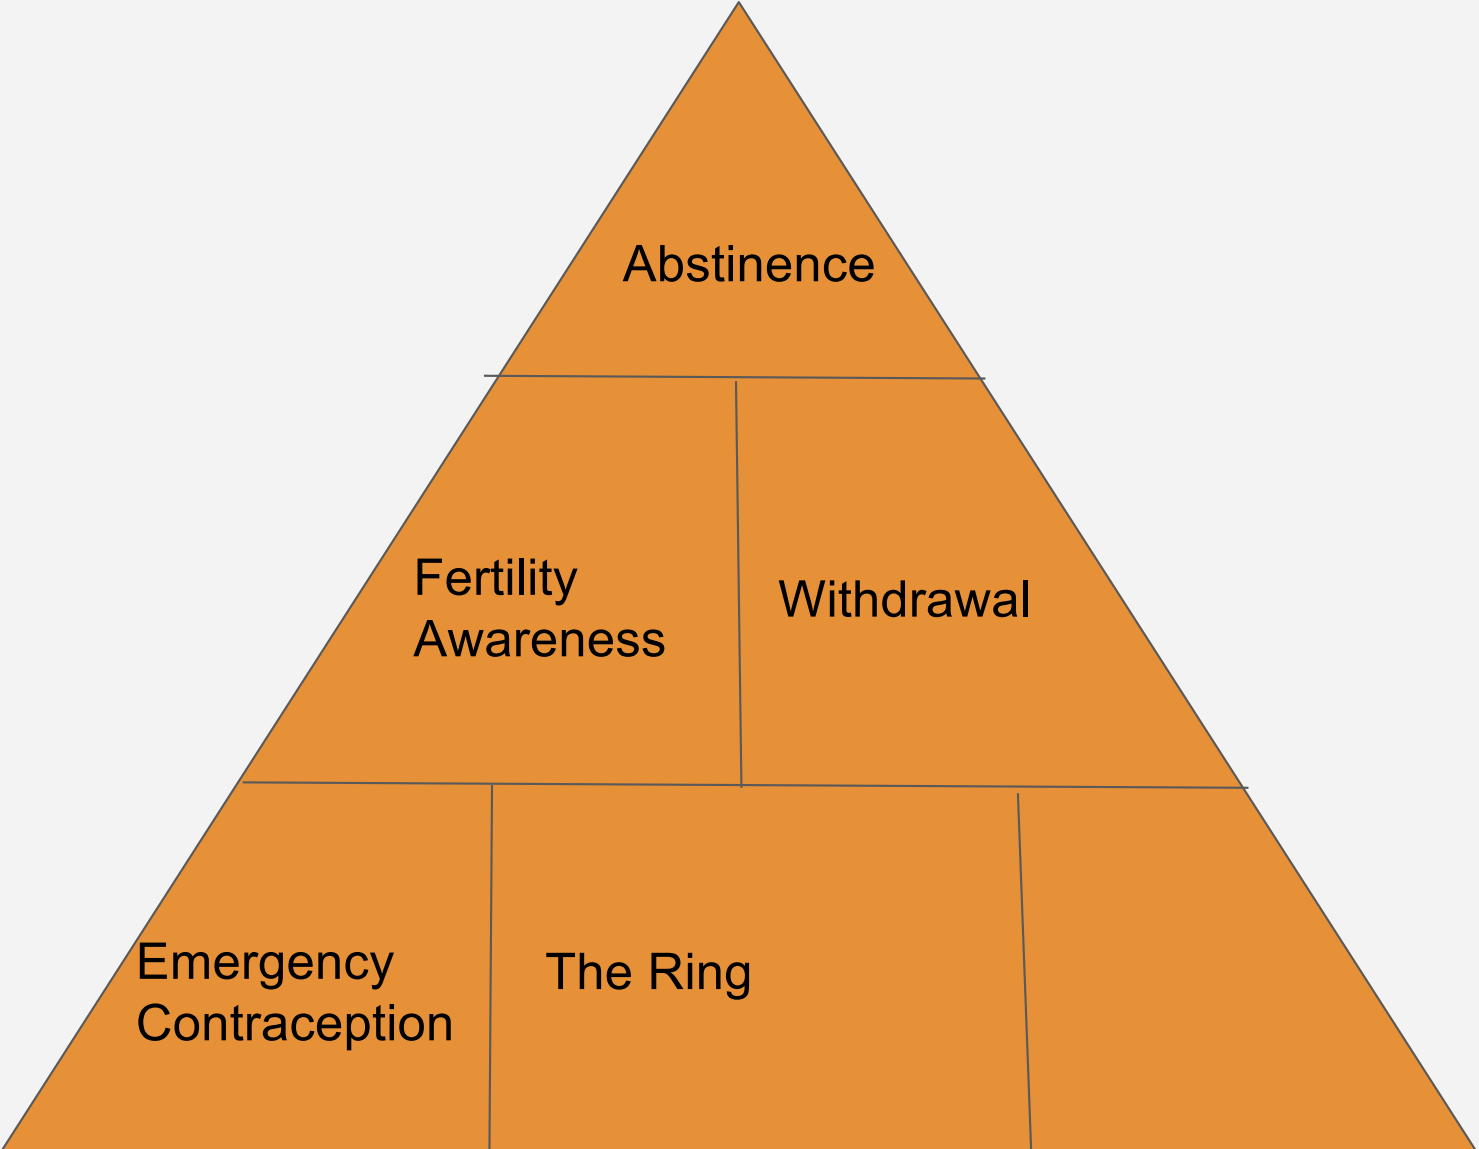 Abstinence
Fertility
Awareness
Withdrawal
Emergency
Contraception
The Ring